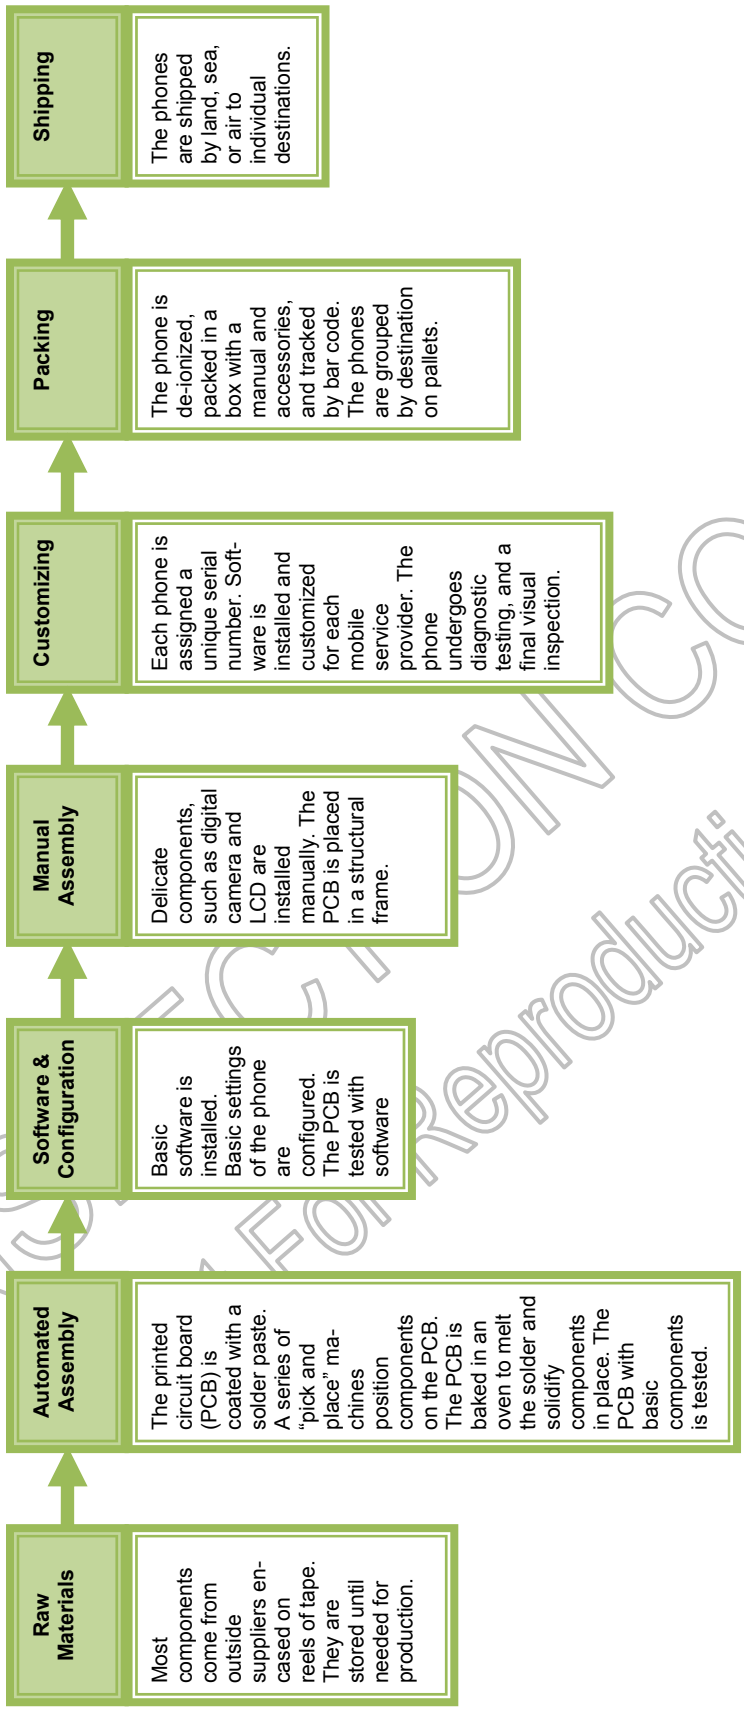 Raw
Materials
Most
components
come from
outside
suppliers en-
cased on
reels of tape.
They are
stored until
needed for
production.
Automated
Assembly
The printed
circuit board
(PCB) is
coated with a
solder paste.
A series of
“pick and
place” ma-
chines
position
components
on the PCB.
The PCB is
baked in an
oven to melt
the solder and
solidify
components
in place. The
PCB with
basic
components
is tested.
Software &
Configuration
Basic
software is
installed.
Basic settings
of the phone
are
configured.
The PCB is
tested with
software
Manual
Assembly
Delicate
components,
such as digital
camera and
LCD are
installed
manually. The
PCB is placed
in a structural
frame.
Customizing
Each phone is
assigned a
unique serial
number. Soft-
ware is
installed and
customized
for each
mobile
service
provider. The
phone
undergoes
diagnostic
testing, and a
final visual
inspection.
Packing
The phone is
de-ionized,
packed in a
box with a
manual and
accessories,
and tracked
by bar code.
The phones
are grouped
by destination
on pallets.
Shipping
The phones
are shipped
by land, sea,
or air to
individual
destinations.
For